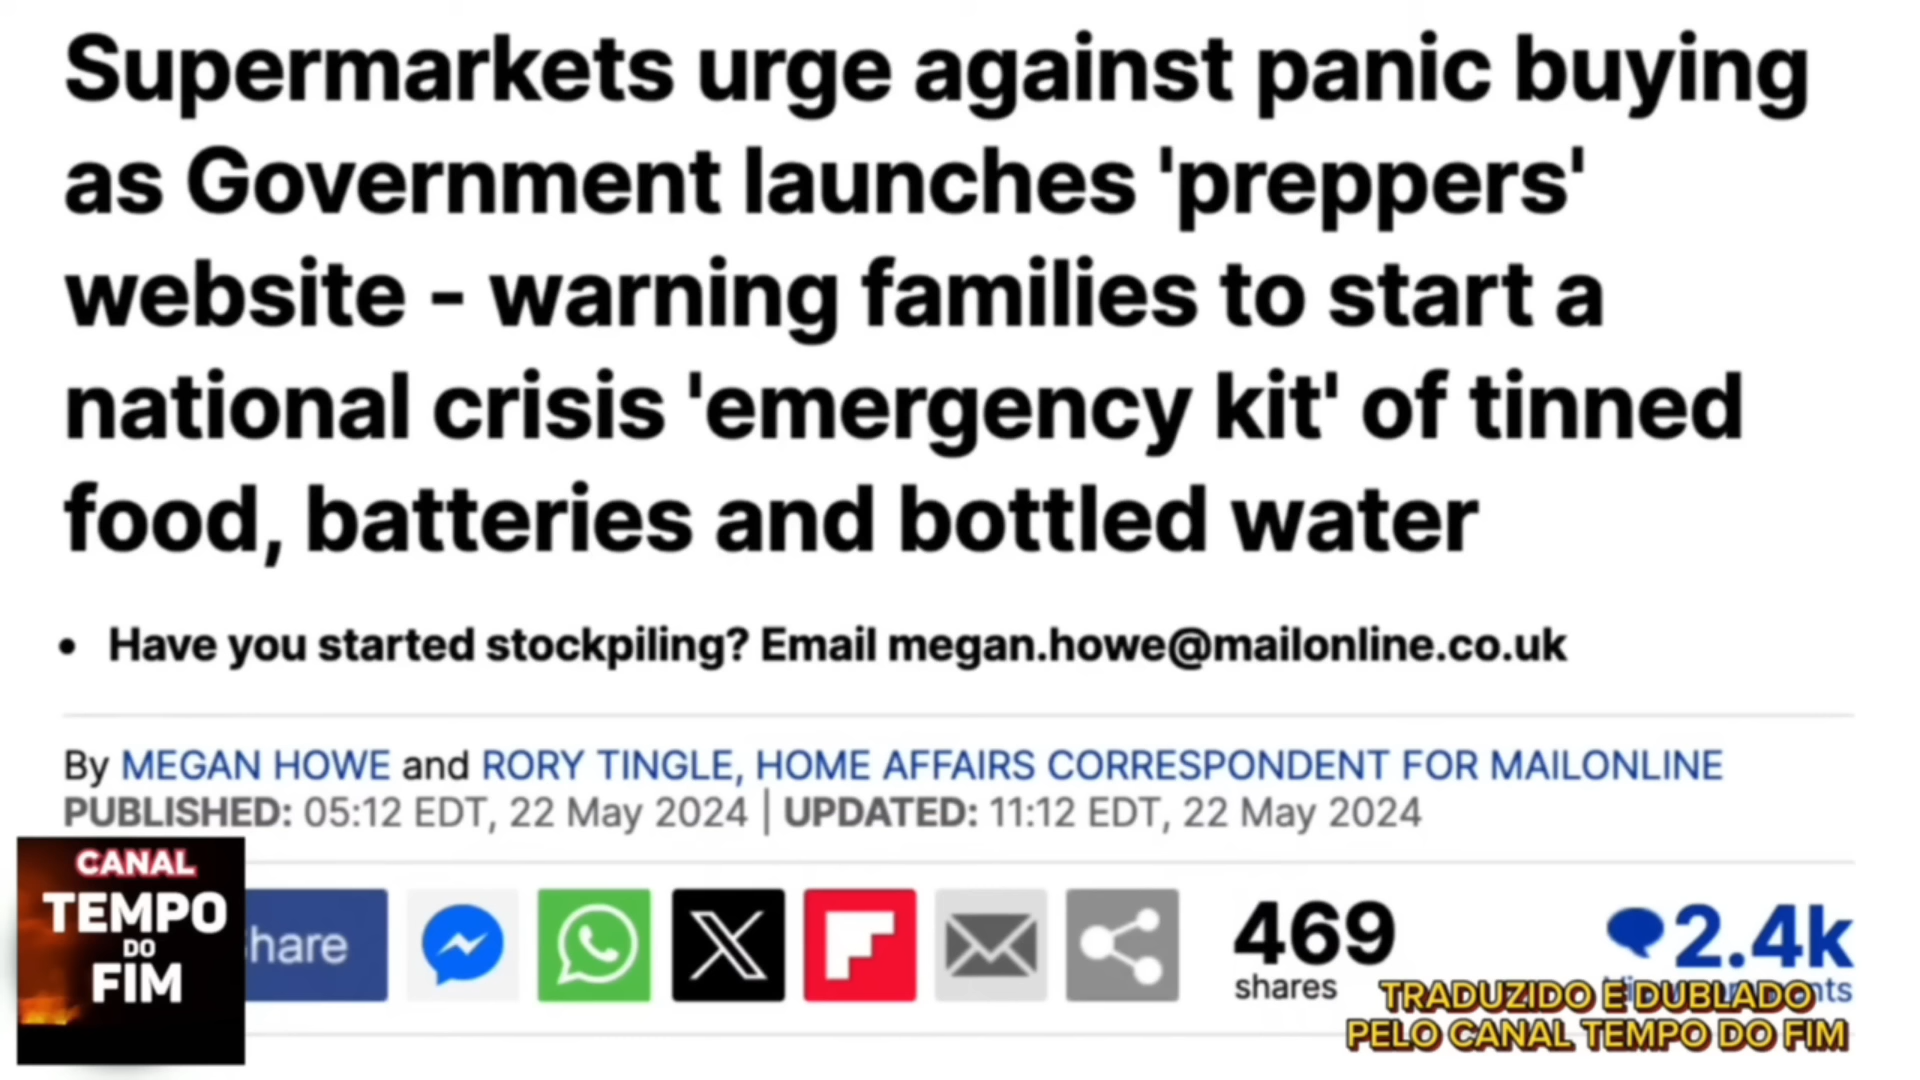 Supermarkets urge against panic buying
as Government launches 'preppers'
website - warning families to start a
national crisis 'emergency kit' of tinned
food, batteries and bottled water
• Have you started stockpiling? Email megan.howe@mailonline.co.uk
By MEGAN HOWE and RORY TINGLE, HOME AFFAIRS CORRESPONDENT FOR MAILONLINE
PUBLISHED: 05:12 EDT, 22 May 2024 | UPDATED: 11:12 EDT, 22 May 2024
CANAL
TEMPO
DO
FIM
hare
469
shares
2.4k
TRADUZIDO E DUBLADO
PELO CANAL TEMPO DO FIM